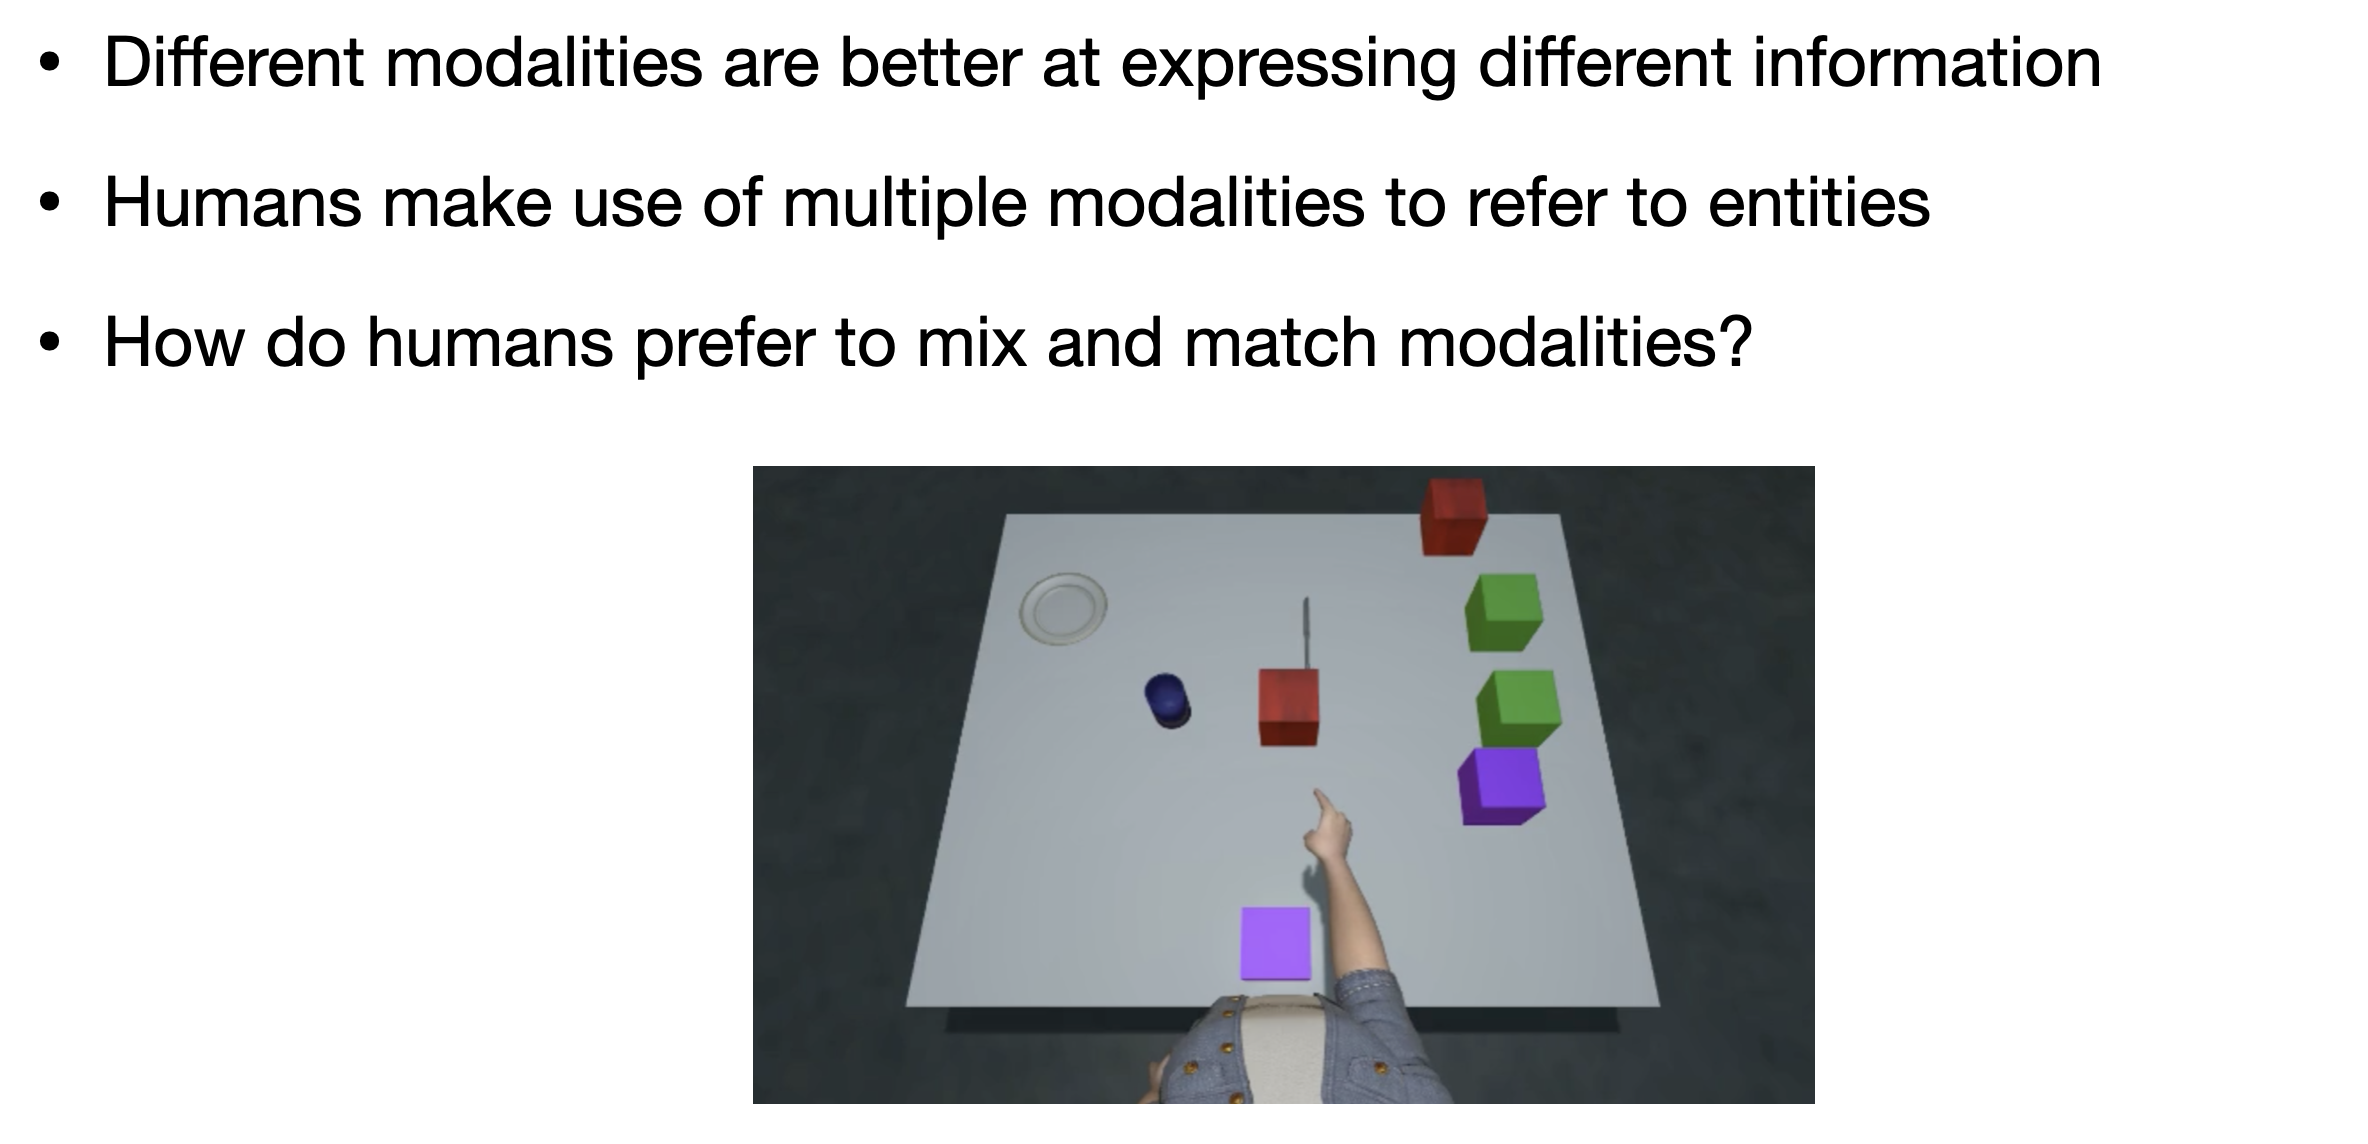 • Different modalities are better at expressing different information
• Humans make use of multiple modalities to refer to entities
• How do humans prefer to mix and match modalities?